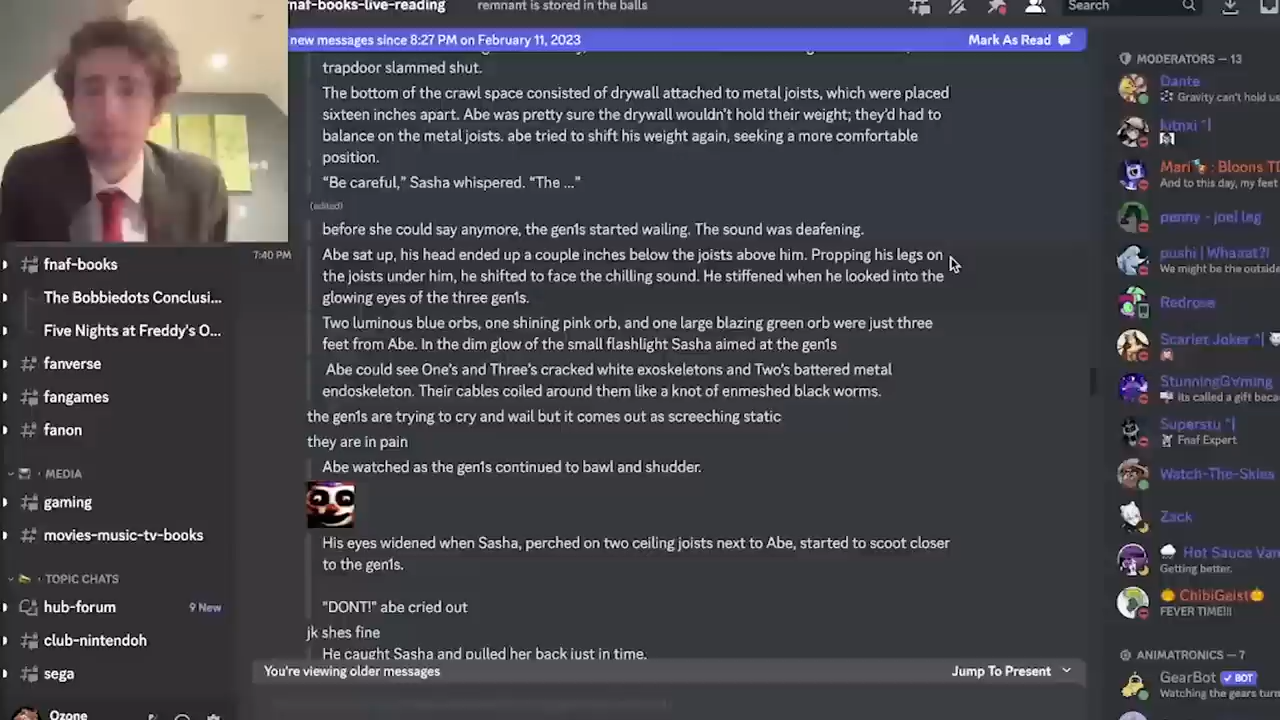 fnaf-books-live-reading
remnant is stored in the balls
Search
new messages since 8:27 PM on February 11, 2023
Mark As Read
trapdoor slammed shut.
The bottom of the crawl space consisted of drywall attached to metal joists, which were placed
sixteen inches apart. Abe was pretty sure the drywall wouldn't hold their weight; they'd had to
balance on the metal joists. abe tried to shift his weight again, seeking a more comfortable
position.
“Be careful,” Sasha whispered. “The ...”
(edited)
before she could say anymore, the gen1s started wailing. The sound was deafening.
7:40 PM
Abe sat up, his head ended up a couple inches below the joists above him. Propping his legs on
the joists under him, he shifted to face the chilling sound. He stiffened when he looked into the
glowing eyes of the three gen1s.
Two luminous blue orbs, one shining pink orb, and one large blazing green orb were just three
feet from Abe. In the dim glow of the small flashlight Sasha aimed at the gen1s
Abe could see One's and Three's cracked white exoskeletons and Two's battered metal
endoskeleton. Their cables coiled around them like a knot of enmeshed black worms.
the gen1s are trying to cry and wail but it comes out as screeching static
they are in pain
Abe watched as the gen1s continued to bawl and shudder.
His eyes widened when Sasha, perched on two ceiling joists next to Abe, started to scoot closer
to the gen1s.
"DONT!" abe cried out
jk shes fine
He caught Sasha and pulled her back just in time.
You're viewing older messages
Jump To Present
fnaf-books
The Bobbiedots Conclusi...
Five Nights at Freddy's O...
fanverse
fangames
fanon
MEDIA
gaming
movies-music-tv-books
TOPIC CHATS
hub-forum
9 New
club-nintendoh
sega
Ozone
MODERATORS — 13
Dante
Gravity can't hold us
kitnxi ^|
Mari : Bloons TD
And to this day, my feet
penny - joel leg
pushi | Whaaat?!
We might be the outside
Redrose
Scarlet Joker ^|
StunningGVming
its called a gift beca
Superstu ^|
Fnaf Expert
Watch-The-Skies
Zack
Hot Sauce Van
Getting better.
ChibiGeist
FEVER TIME!!!
ANIMATRONICS — 7
GearBot
BOT
Watching the gears turn